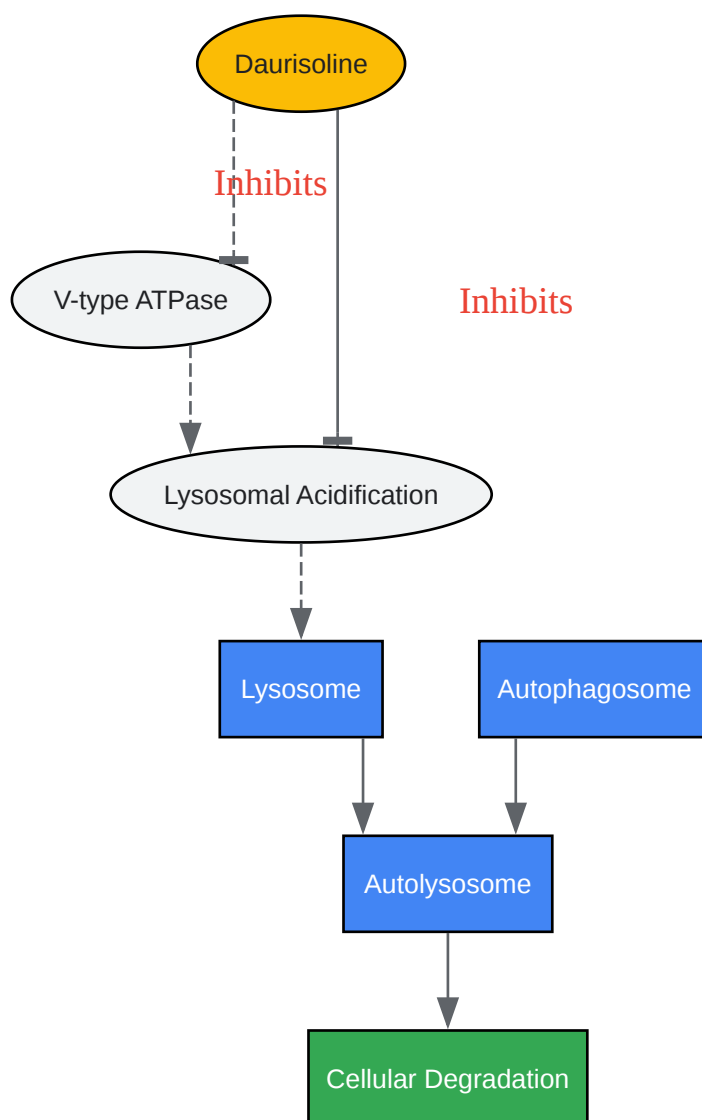 Daurisoline
Inhibits
V-type ATPase
Inhibits
Lysosomal Acidification
Lysosome
Autophagosome
Autolysosome
Cellular Degradation